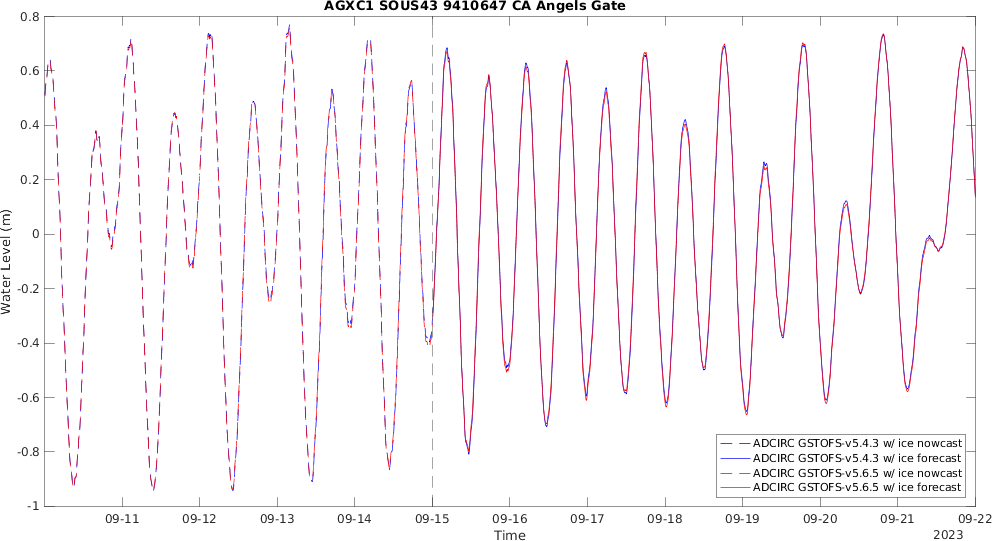 AGXC1 SOUS43 9410647 CA Angels Gate
0.8
0.6
0.4
0.2
0
-0.2
-0.4
-0.6
-0.8
-1
Water Level (m)
ADCIRC GSTOFS-v5.4.3 w/ ice nowcast
ADCIRC GSTOFS-v5.4.3 w/ ice forecast
ADCIRC GSTOFS-v5.6.5 w/ ice nowcast
ADCIRC GSTOFS-v5.6.5 w/ ice forecast
09-11 09-12 09-13 09-14 09-15 09-16 09-17 09-18 09-19 09-20 09-21 09-22
Time
2023